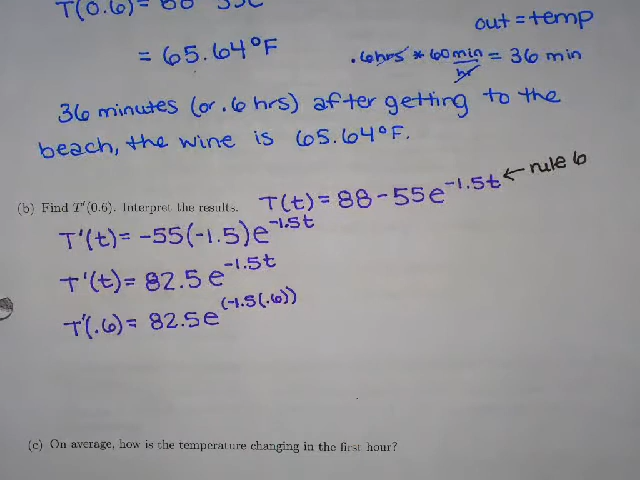 T(0.6) = 88
out = temp
= 65.64°F
.6hrs * 60 min/hr = 36 min
36 minutes (or .6 hrs) after getting to the
beach, the wine is 65.64°F.
(b) Find T'(0.6). Interpret the results.
T(t) = 88 - 55e^-1.5t ← rule 6
T'(t) = -55(-1.5)e^-1.5t
T'(t) = 82.5 e^-1.5t
T'(.6) = 82.5e^(-1.5(.6))
(c) On average, how is the temperature changing in the first hour?